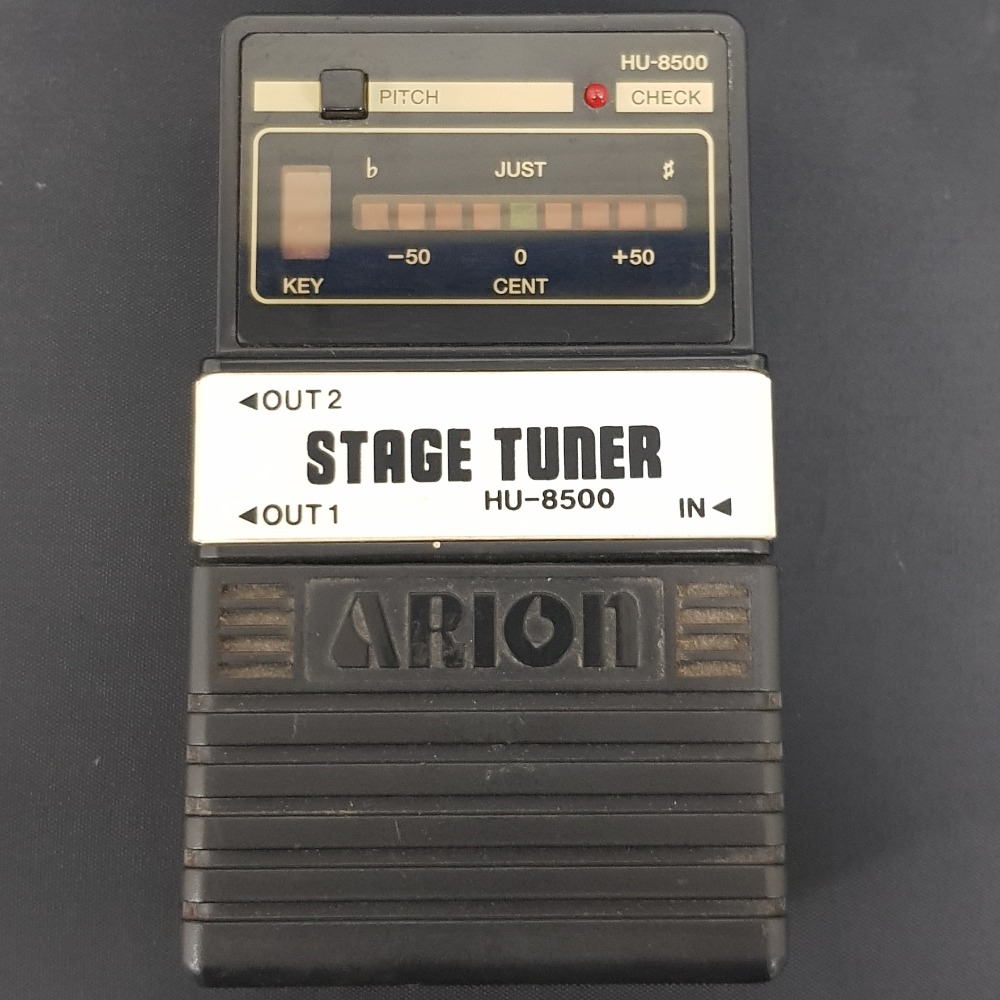 HU-8500
PITCH CHECK
♭ JUST ♯
−50 0 +50
KEY CENT
◀OUT 2
STAGE TUNER
HU-8500
◀OUT 1 IN◀
ARION